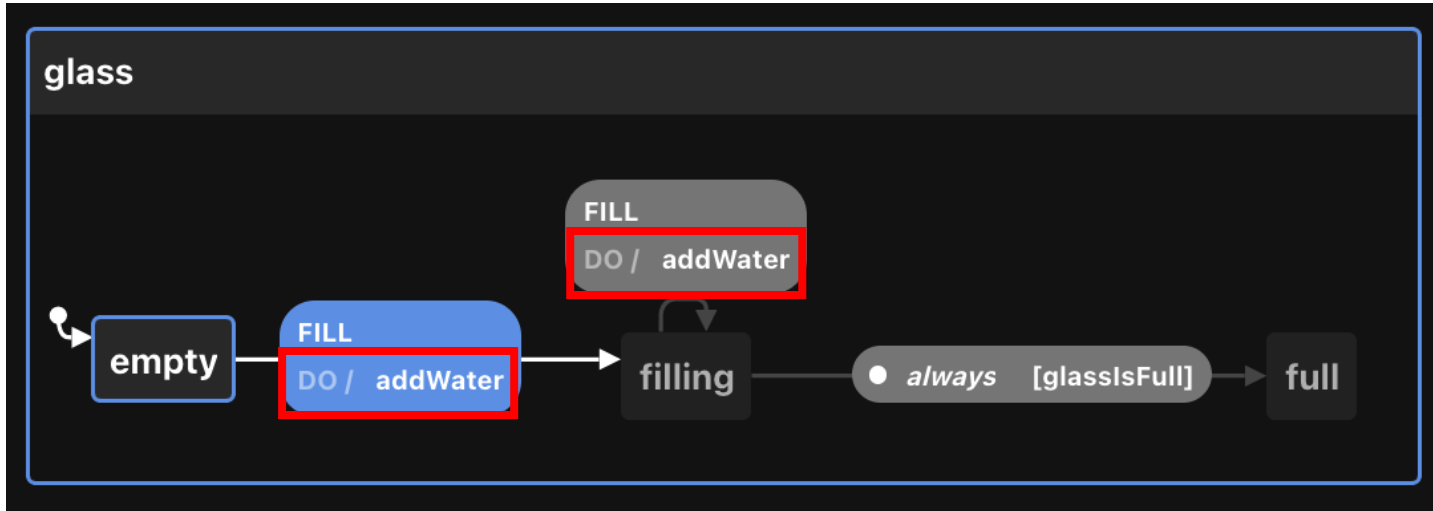 glass
FILL
DO / addWater
FILL
DO / addWater
empty
filling
always [glassIsFull]
full